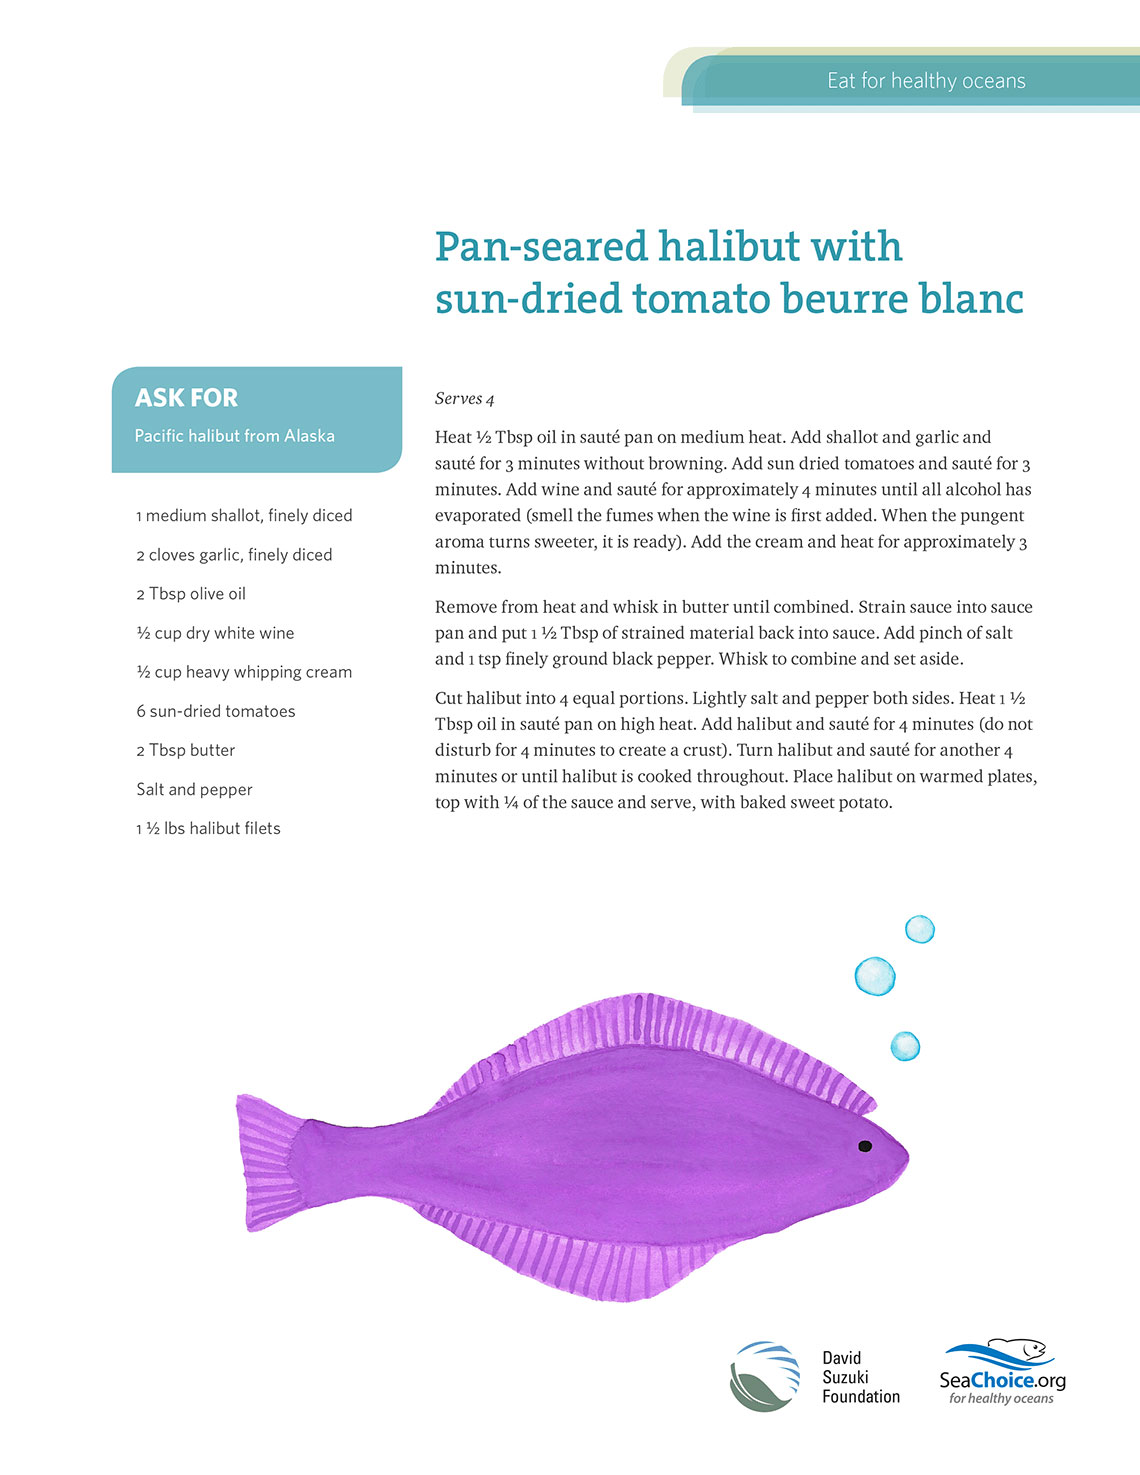 Eat for healthy oceans
Pan-seared halibut with
sun-dried tomato beurre blanc
ASK FOR
Pacific halibut from Alaska
1 medium shallot, finely diced
2 cloves garlic, finely diced
2 Tbsp olive oil
½ cup dry white wine
½ cup heavy whipping cream
6 sun-dried tomatoes
2 Tbsp butter
Salt and pepper
1 ½ lbs halibut filets
Serves 4
Heat ½ Tbsp oil in sauté pan on medium heat. Add shallot and garlic and
sauté for 3 minutes without browning. Add sun dried tomatoes and sauté for 3
minutes. Add wine and sauté for approximately 4 minutes until all alcohol has
evaporated (smell the fumes when the wine is first added. When the pungent
aroma turns sweeter, it is ready). Add the cream and heat for approximately 3
minutes.
Remove from heat and whisk in butter until combined. Strain sauce into sauce
pan and put 1 ½ Tbsp of strained material back into sauce. Add pinch of salt
and 1 tsp finely ground black pepper. Whisk to combine and set aside.
Cut halibut into 4 equal portions. Lightly salt and pepper both sides. Heat 1 ½
Tbsp oil in sauté pan on high heat. Add halibut and sauté for 4 minutes (do not
disturb for 4 minutes to create a crust). Turn halibut and sauté for another 4
minutes or until halibut is cooked throughout. Place halibut on warmed plates,
top with ¼ of the sauce and serve, with baked sweet potato.
David
Suzuki
Foundation
SeaChoice.org
for healthy oceans